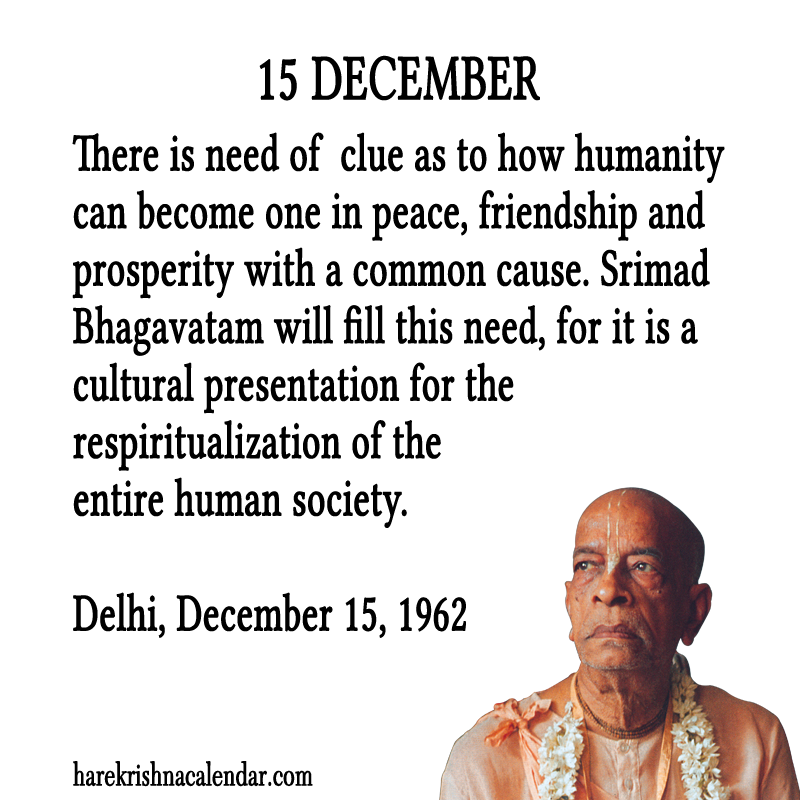 15 DECEMBER
There is need of  clue as to how humanity
can become one in peace, friendship and
prosperity with a common cause. Srimad
Bhagavatam will fill this need, for it is a
cultural presentation for the
respiritualization of the
entire human society.
Delhi, December 15, 1962
harekrishnacalendar.com